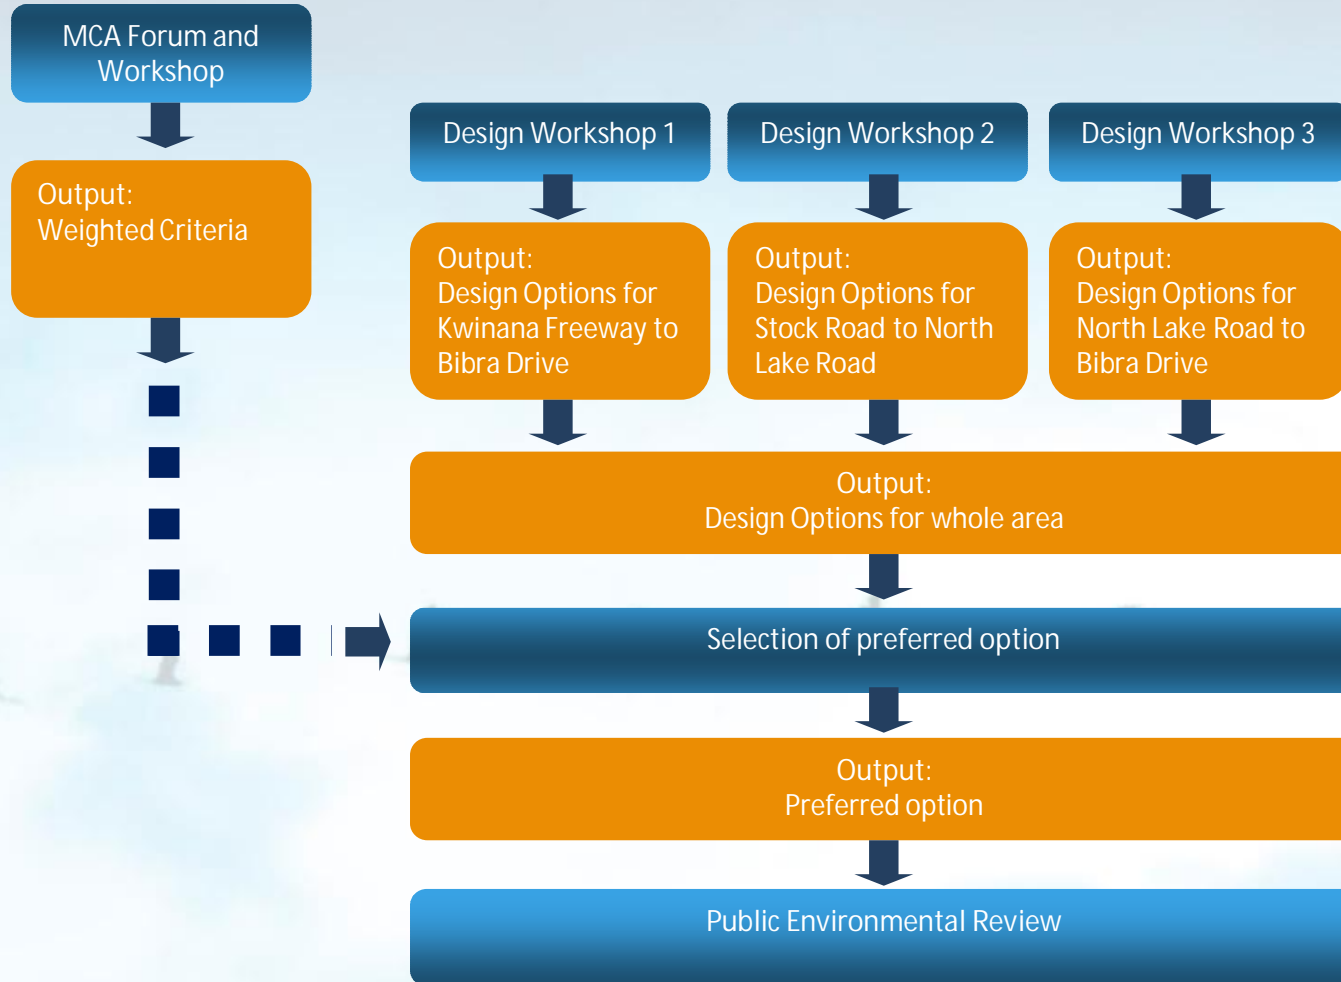 MCA Forum and
Workshop
Output:
Weighted Criteria
Design Workshop 1
Design Workshop 2
Design Workshop 3
Output:
Design Options for
Kwinana Freeway to
Bibra Drive
Output:
Design Options for
Stock Road to North
Lake Road
Output:
Design Options for
North Lake Road to
Bibra Drive
Output:
Design Options for whole area
Selection of preferred option
Output:
Preferred option
Public Environmental Review